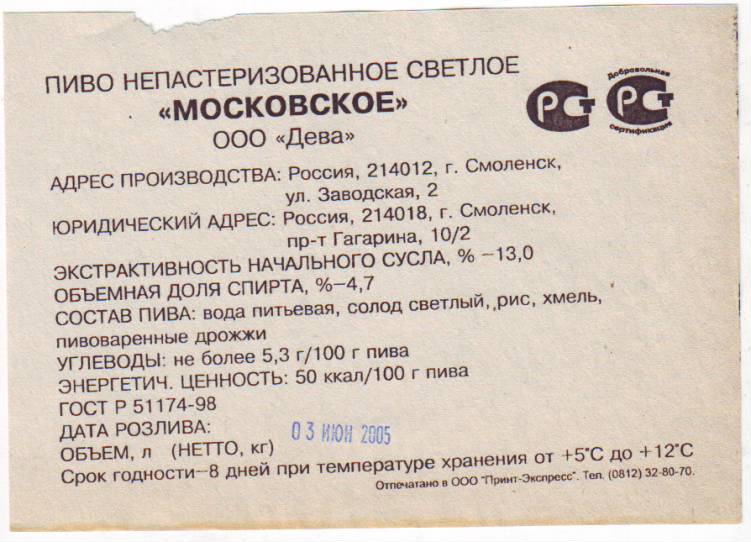 ПИВО НЕПАСТЕРИЗОВАННОЕ СВЕТЛОЕ
«МОСКОВСКОЕ»
ООО «Дева»
РСТ
Добровольная
РСТ
сертификация
АДРЕС ПРОИЗВОДСТВА: Россия, 214012, г. Смоленск,
ул. Заводская, 2
ЮРИДИЧЕСКИЙ АДРЕС: Россия, 214018, г. Смоленск,
пр-т Гагарина, 10/2
ЭКСТРАКТИВНОСТЬ НАЧАЛЬНОГО СУСЛА, % –13,0
ОБЪЕМНАЯ ДОЛЯ СПИРТА, %–4,7
СОСТАВ ПИВА: вода питьевая, солод светлый, рис, хмель,
пивоваренные дрожжи
УГЛЕВОДЫ: не более 5,3 г/100 г пива
ЭНЕРГЕТИЧ. ЦЕННОСТЬ: 50 ккал/100 г пива
ГОСТ Р 51174-98
ДАТА РОЗЛИВА: 03 ИЮН 2005
ОБЪЕМ, л (НЕТТО, кг)
Срок годности–8 дней при температуре хранения от +5°С до +12°С
Отпечатано в ООО "Принт-Экспресс". Тел. (0812) 32-80-70.